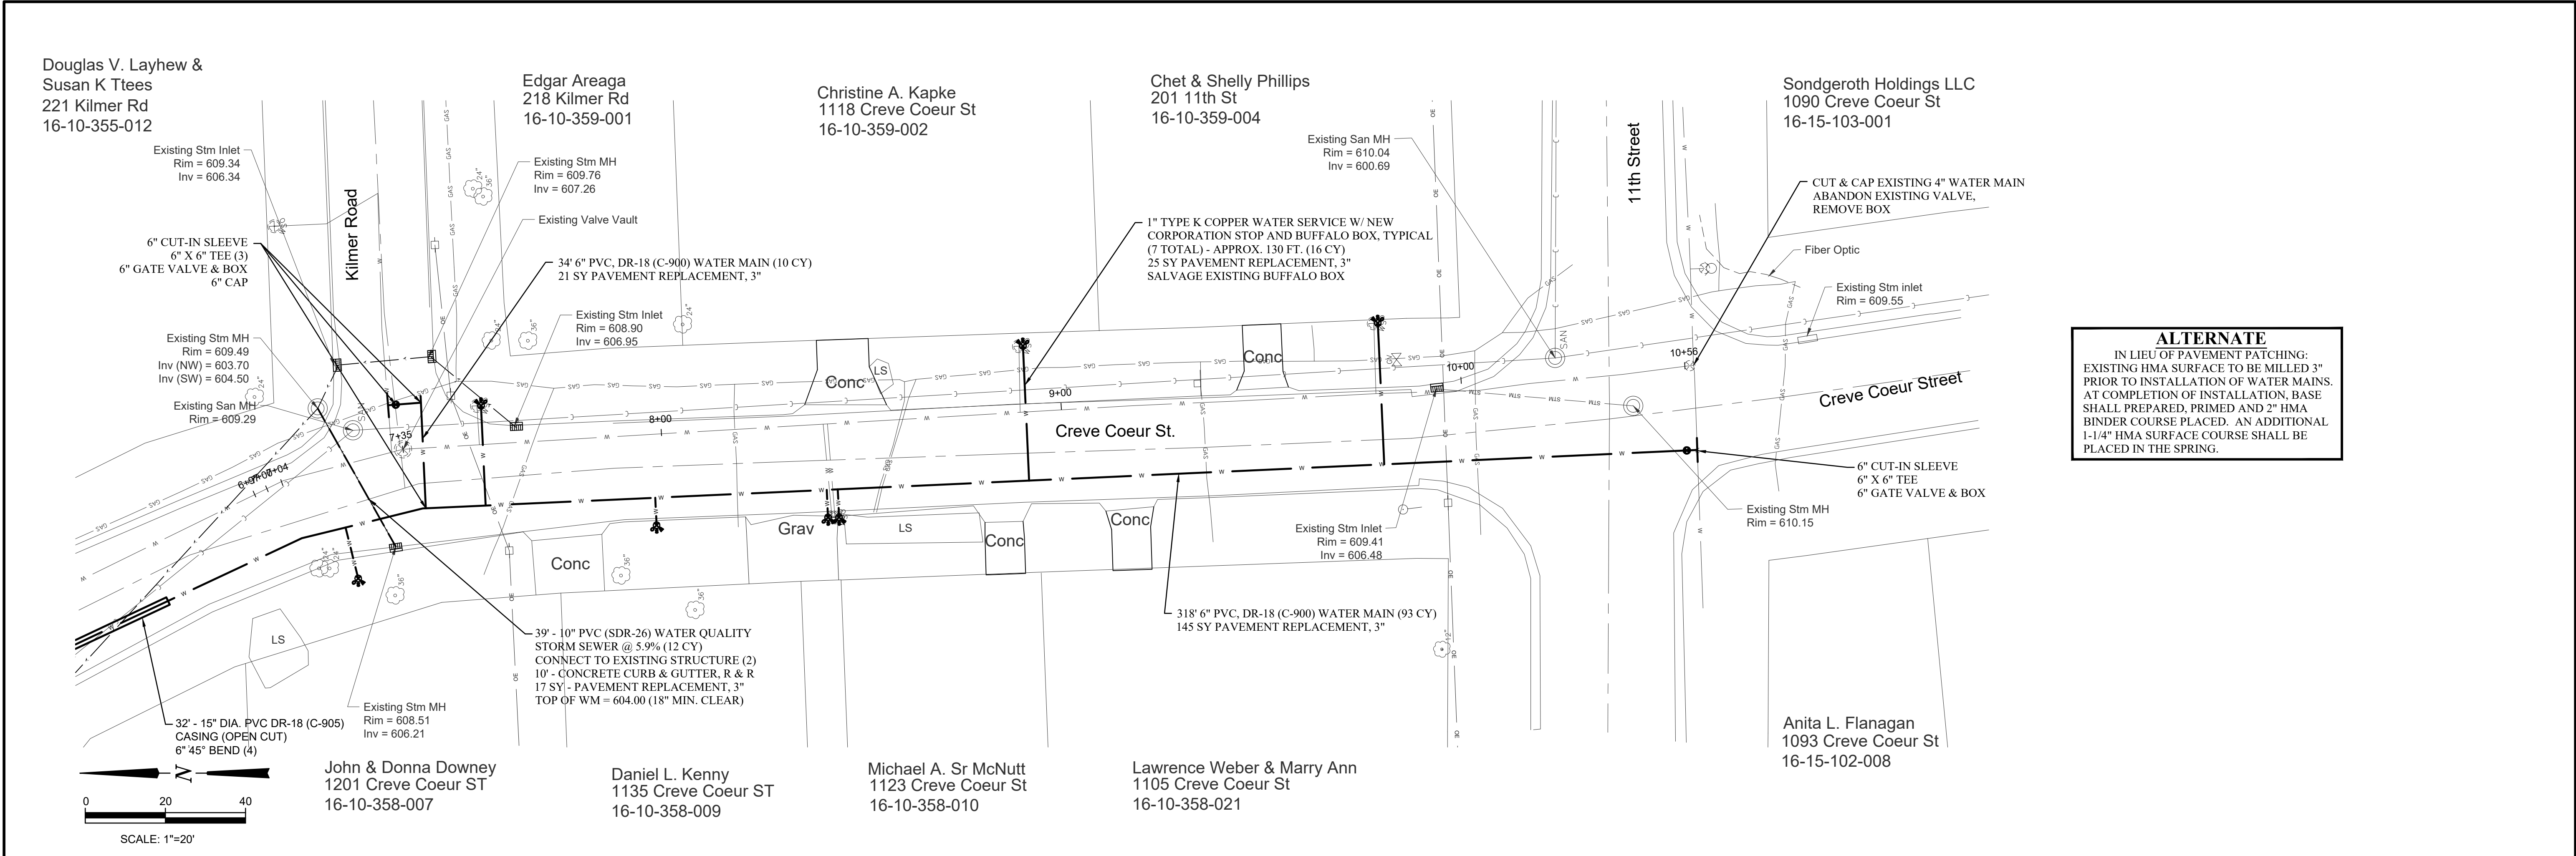 Douglas V. Layhew &
Susan K Ttees
221 Kilmer Rd
16-10-355-012
Edgar Areaga
218 Kilmer Rd
16-10-359-001
Christine A. Kapke
1118 Creve Coeur St
16-10-359-002
Chet & Shelly Phillips
201 11th St
16-10-359-004
Sondgeroth Holdings LLC
1090 Creve Coeur St
16-15-103-001
Existing Stm Inlet
Rim = 609.34
Inv = 606.34
Existing Stm MH
Rim = 609.76
Inv = 607.26
Existing Valve Vault
Existing San MH
Rim = 610.04
Inv = 600.69
Kilmer Road
11th Street
CUT & CAP EXISTING 4" WATER MAIN
ABANDON EXISTING VALVE,
REMOVE BOX
Fiber Optic
Existing Stm inlet
Rim = 609.55
6" CUT-IN SLEEVE
6" X 6" TEE (3)
6" GATE VALVE & BOX
6" CAP
34' 6" PVC, DR-18 (C-900) WATER MAIN (10 CY)
21 SY PAVEMENT REPLACEMENT, 3"
1" TYPE K COPPER WATER SERVICE W/ NEW
CORPORATION STOP AND BUFFALO BOX, TYPICAL
(7 TOTAL) - APPROX. 130 FT. (16 CY)
25 SY PAVEMENT REPLACEMENT, 3"
SALVAGE EXISTING BUFFALO BOX
Existing Stm Inlet
Rim = 608.90
Inv = 606.95
Existing Stm MH
Rim = 609.49
Inv (NW) = 603.70
Inv (SW) = 604.50
Existing San MH
Rim = 609.29
24"
36"
24"
36"
24"
24"
SAN
SAN
Conc
LS
Conc
7+35
8+00
9+00
10+00
10+56
7+04
Creve Coeur St.
Creve Coeur Street
GAS
OE
W
STM
Grav
LS
Conc
Conc
Conc
36"
36"
36"
12"
LS
ALTERNATE
IN LIEU OF PAVEMENT PATCHING:
EXISTING HMA SURFACE TO BE MILLED 3"
PRIOR TO INSTALLATION OF WATER MAINS.
AT COMPLETION OF INSTALLATION, BASE
SHALL PREPARED, PRIMED AND 2" HMA
BINDER COURSE PLACED. AN ADDITIONAL
1-1/4" HMA SURFACE COURSE SHALL BE
PLACED IN THE SPRING.
6" CUT-IN SLEEVE
6" X 6" TEE
6" GATE VALVE & BOX
Existing Stm MH
Rim = 610.15
Existing Stm Inlet
Rim = 609.41
Inv = 606.48
318' 6" PVC, DR-18 (C-900) WATER MAIN (93 CY)
145 SY PAVEMENT REPLACEMENT, 3"
39' - 10" PVC (SDR-26) WATER QUALITY
STORM SEWER @ 5.9% (12 CY)
CONNECT TO EXISTING STRUCTURE (2)
10' - CONCRETE CURB & GUTTER, R & R
17 SY - PAVEMENT REPLACEMENT, 3"
TOP OF WM = 604.00 (18" MIN. CLEAR)
Existing Stm MH
Rim = 608.51
Inv = 606.21
32' - 15" DIA. PVC DR-18 (C-905)
CASING (OPEN CUT)
6" 45° BEND (4)
N
0 20 40
SCALE: 1"=20'
John & Donna Downey
1201 Creve Coeur ST
16-10-358-007
Daniel L. Kenny
1135 Creve Coeur ST
16-10-358-009
Michael A. Sr McNutt
1123 Creve Coeur St
16-10-358-010
Lawrence Weber & Marry Ann
1105 Creve Coeur St
16-10-358-021
Anita L. Flanagan
1093 Creve Coeur St
16-15-102-008